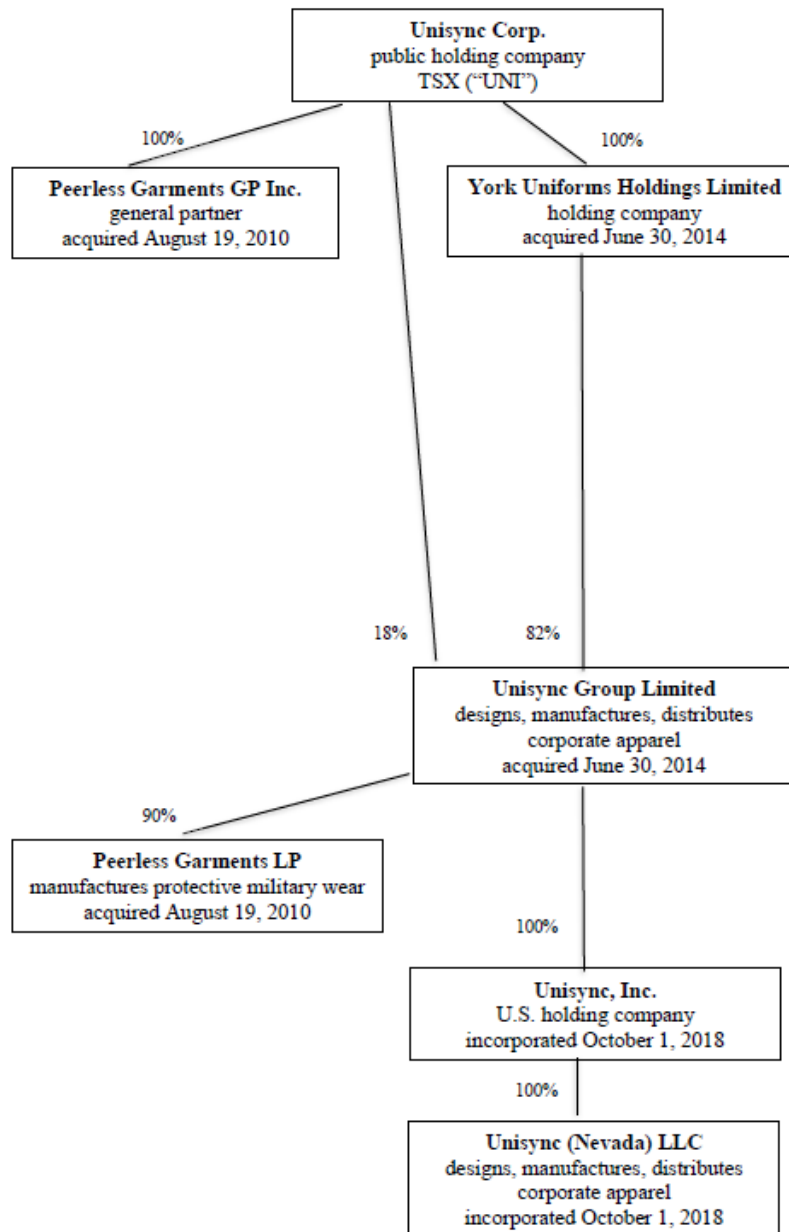 Unisync Corp.
public holding company
TSX (“UNI”)
100%
100%
Peerless Garments GP Inc.
general partner
acquired August 19, 2010
York Uniforms Holdings Limited
holding company
acquired June 30, 2014
18%
82%
Unisync Group Limited
designs, manufactures, distributes
corporate apparel
acquired June 30, 2014
90%
Peerless Garments LP
manufactures protective military wear
acquired August 19, 2010
100%
Unisync, Inc.
U.S. holding company
incorporated October 1, 2018
100%
Unisync (Nevada) LLC
designs, manufactures, distributes
corporate apparel
incorporated October 1, 2018